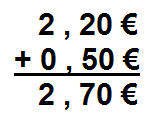 2 , 20 €
+ 0 , 50 €
2 , 70 €